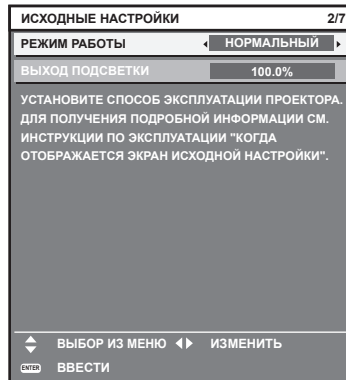 ИСХОДНЫЕ НАСТРОЙКИ 2/7
РЕЖИМ РАБОТЫ НОРМАЛЬНЫЙ
ВЫХОД ПОДСВЕТКИ 100.0%
УСТАНОВИТЕ СПОСОБ ЭКСПЛУАТАЦИИ ПРОЕКТОРА.
ДЛЯ ПОЛУЧЕНИЯ ПОДРОБНОЙ ИНФОРМАЦИИ СМ.
ИНСТРУКЦИИ ПО ЭКСПЛУАТАЦИИ "КОГДА
ОТОБРАЖАЕТСЯ ЭКРАН ИСХОДНОЙ НАСТРОЙКИ".
ВЫБОР ИЗ МЕНЮ ИЗМЕНИТЬ
ENTER ВВЕСТИ